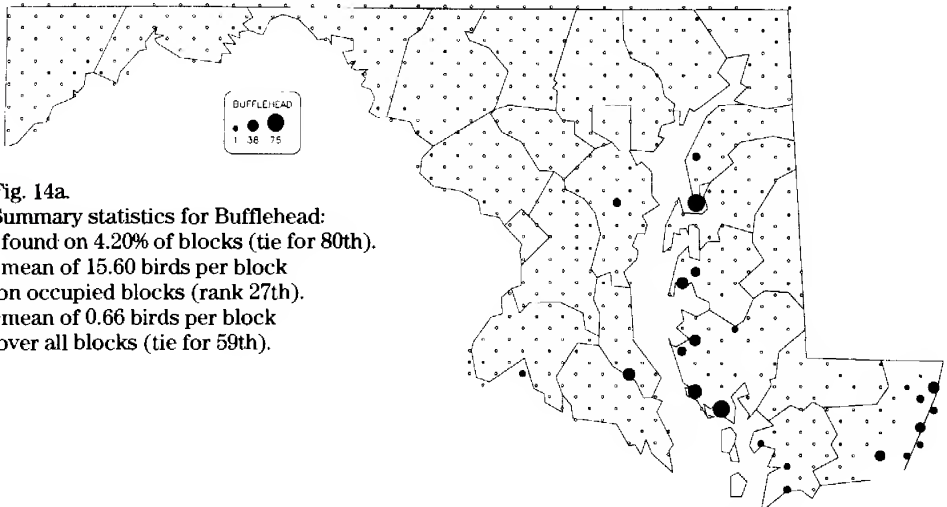 BUFFLEHEAD
1 38 75
Fig. 14a.
Summary statistics for Bufflehead:
found on 4.20% of blocks (tie for 80th).
mean of 15.60 birds per block
on occupied blocks (rank 27th).
mean of 0.66 birds per block
over all blocks (tie for 59th).